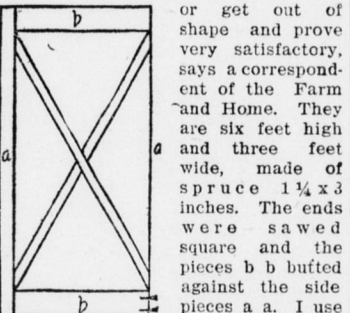 b
a
a
b
or get out of
shape and prove
very satisfactory,
says a correspond-
ent of the Farm
and Home. They
are six feet high
and three feet
wide, made of
spruce 1¼x3
inches. The ends
were sawed
square and the
pieces b b butted
against the side
pieces a a. I use